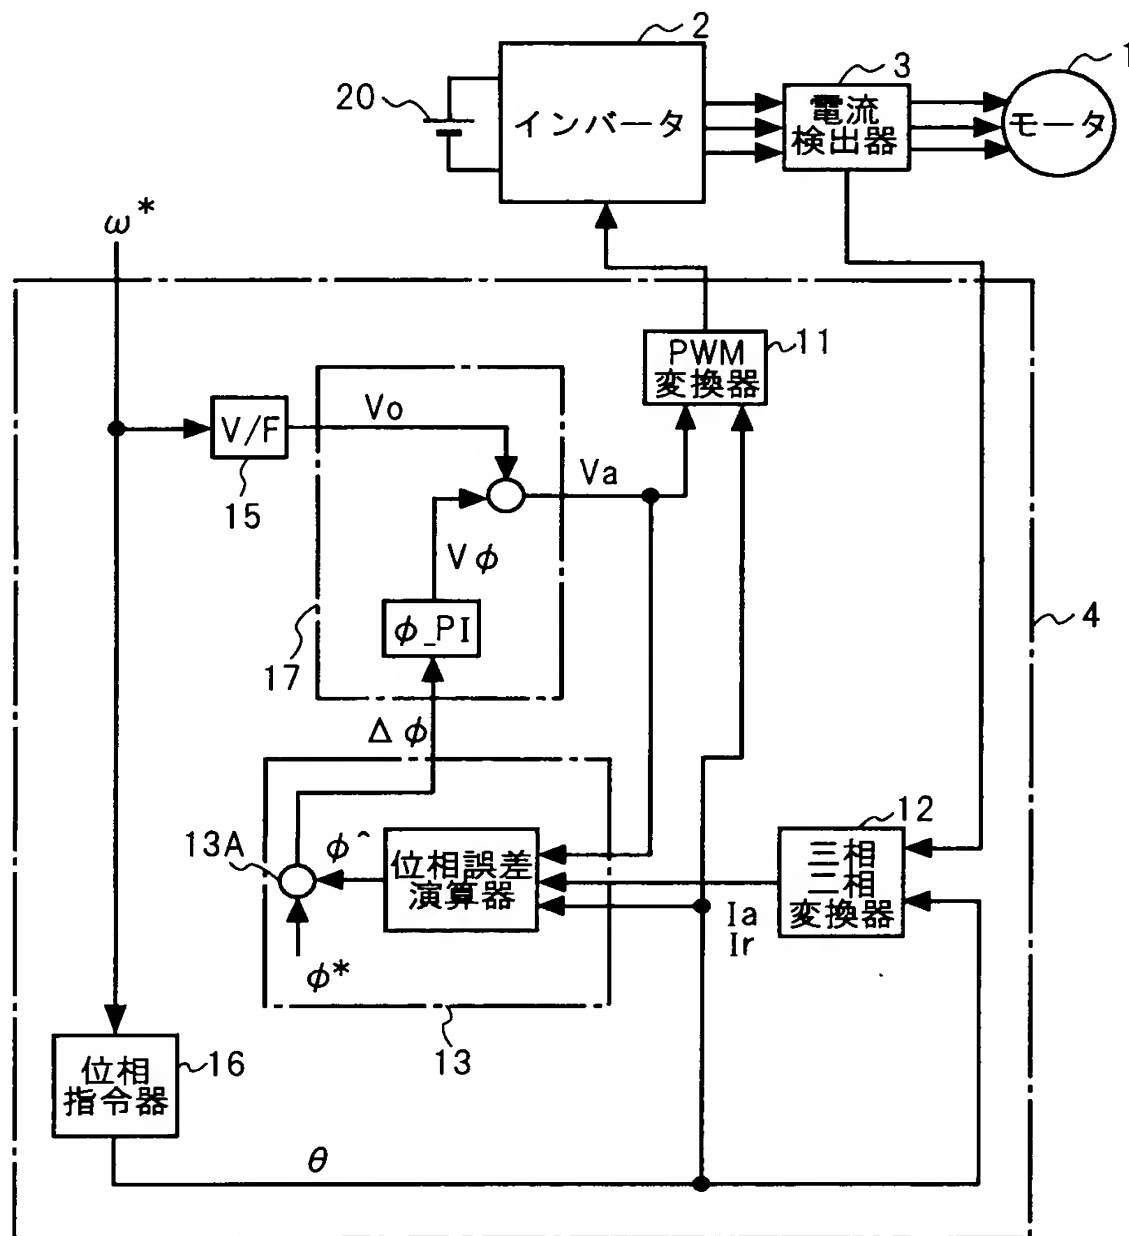 2
3
1
20
インバータ
電流
検出器
モータ
ω*
11
PWM
変換器
V/F
Vo
Va
15
Vφ
φ_PI
4
17
Δφ
12
13A
φ^
位相誤差
演算器
三相
二相
変換器
Ia
Ir
φ*
13
位相
指令器
16
θ